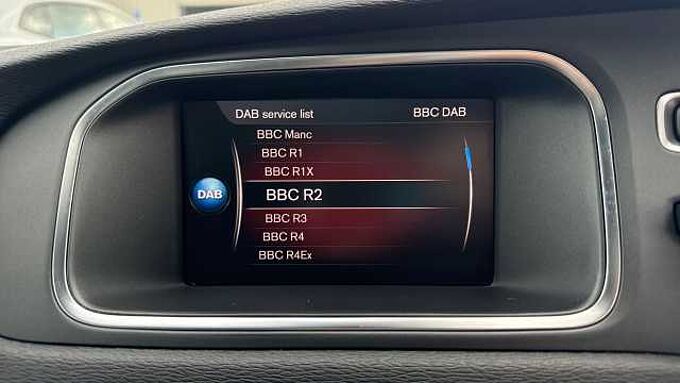 DAB service list BBC DAB
BBC Manc
BBC R1
BBC R1X
DAB
BBC R2
BBC R3
BBC R4
BBC R4Ex